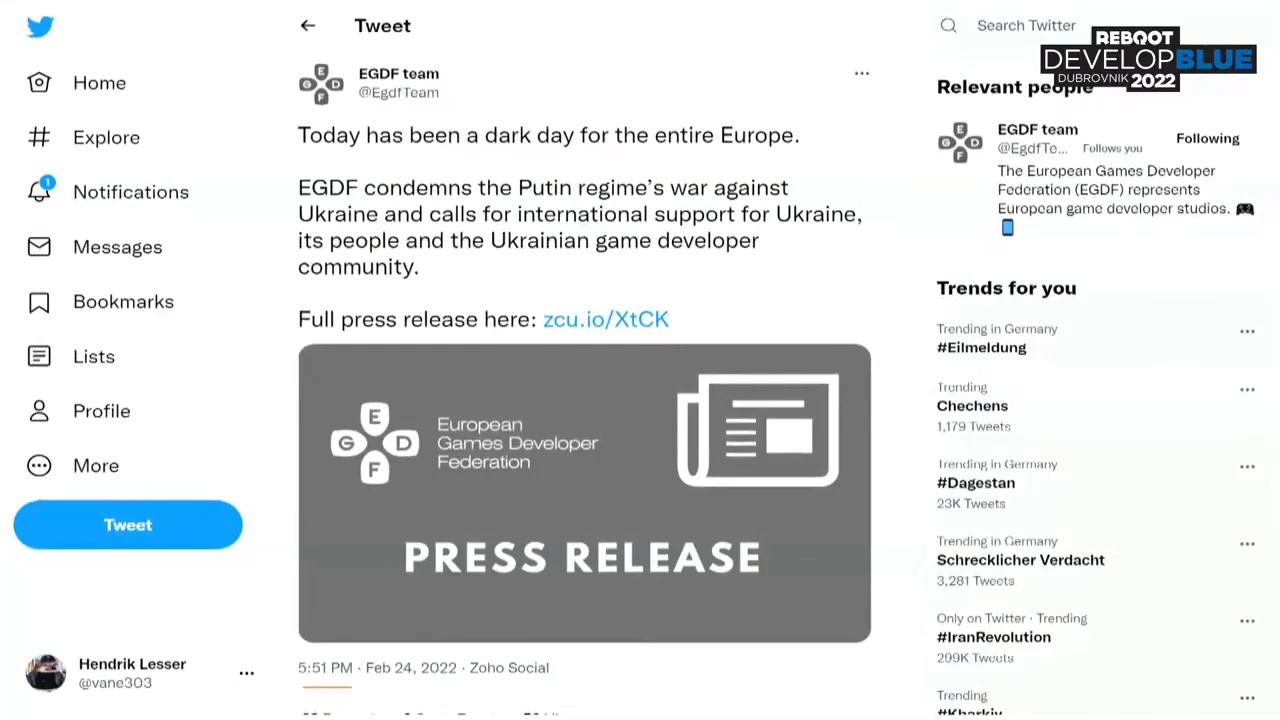 Home
Explore
1
Notifications
Messages
Bookmarks
Lists
Profile
More
Tweet
Hendrik Lesser
@vane303
Tweet
EGDF team
@EgdfTeam
Today has been a dark day for the entire Europe.
EGDF condemns the Putin regime's war against
Ukraine and calls for international support for Ukraine,
its people and the Ukrainian game developer
community.
Full press release here: zcu.io/XtCK
E
G D
F
European
Games Developer
Federation
PRESS RELEASE
5:51 PM · Feb 24, 2022 · Zoho Social
Search Twitter
REBOOT
DEVELOPBLUE
DUBROVNIK 2022
Relevant people
EGDF team
@EgdfTe... Follows you
Following
The European Games Developer
Federation (EGDF) represents
European game developer studios. 🎮
📱
Trends for you
Trending in Germany
#Eilmeldung
Trending
Chechens
1,179 Tweets
Trending in Germany
#Dagestan
23K Tweets
Trending in Germany
Schrecklicher Verdacht
3,281 Tweets
Only on Twitter · Trending
#IranRevolution
299K Tweets
Trending
#Kharkiv